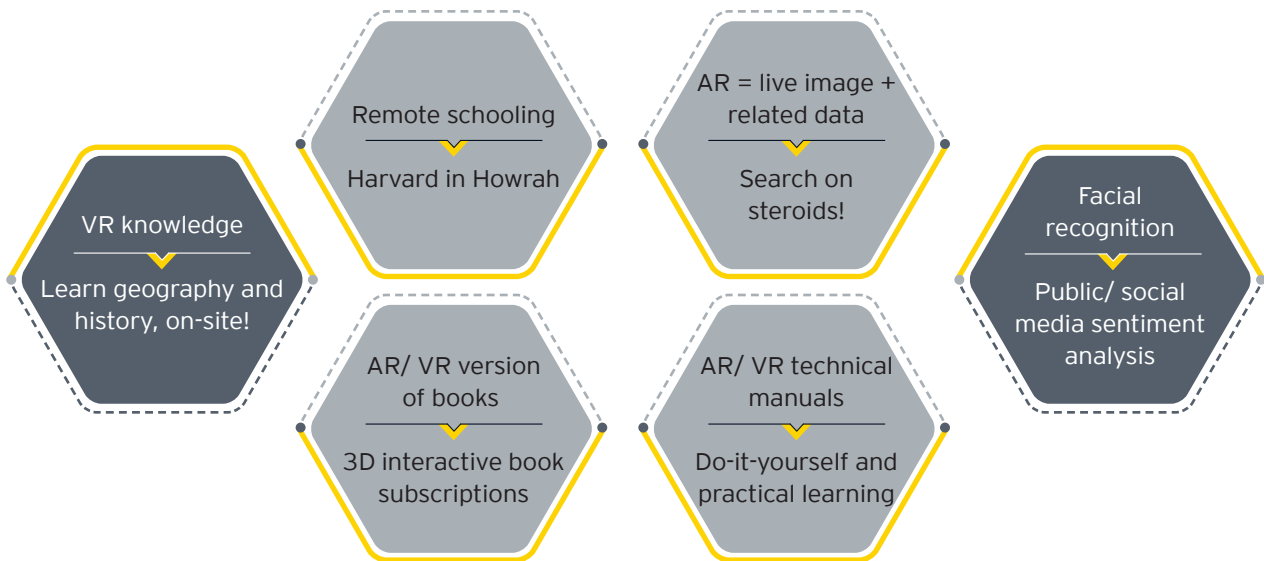 VR knowledge
Learn geography and
history, on-site!
Remote schooling
Harvard in Howrah
AR/ VR version
of books
3D interactive book
subscriptions
AR = live image +
related data
Search on
steroids!
AR/ VR technical
manuals
Do-it-yourself and
practical learning
Facial
recognition
Public/ social
media sentiment
analysis